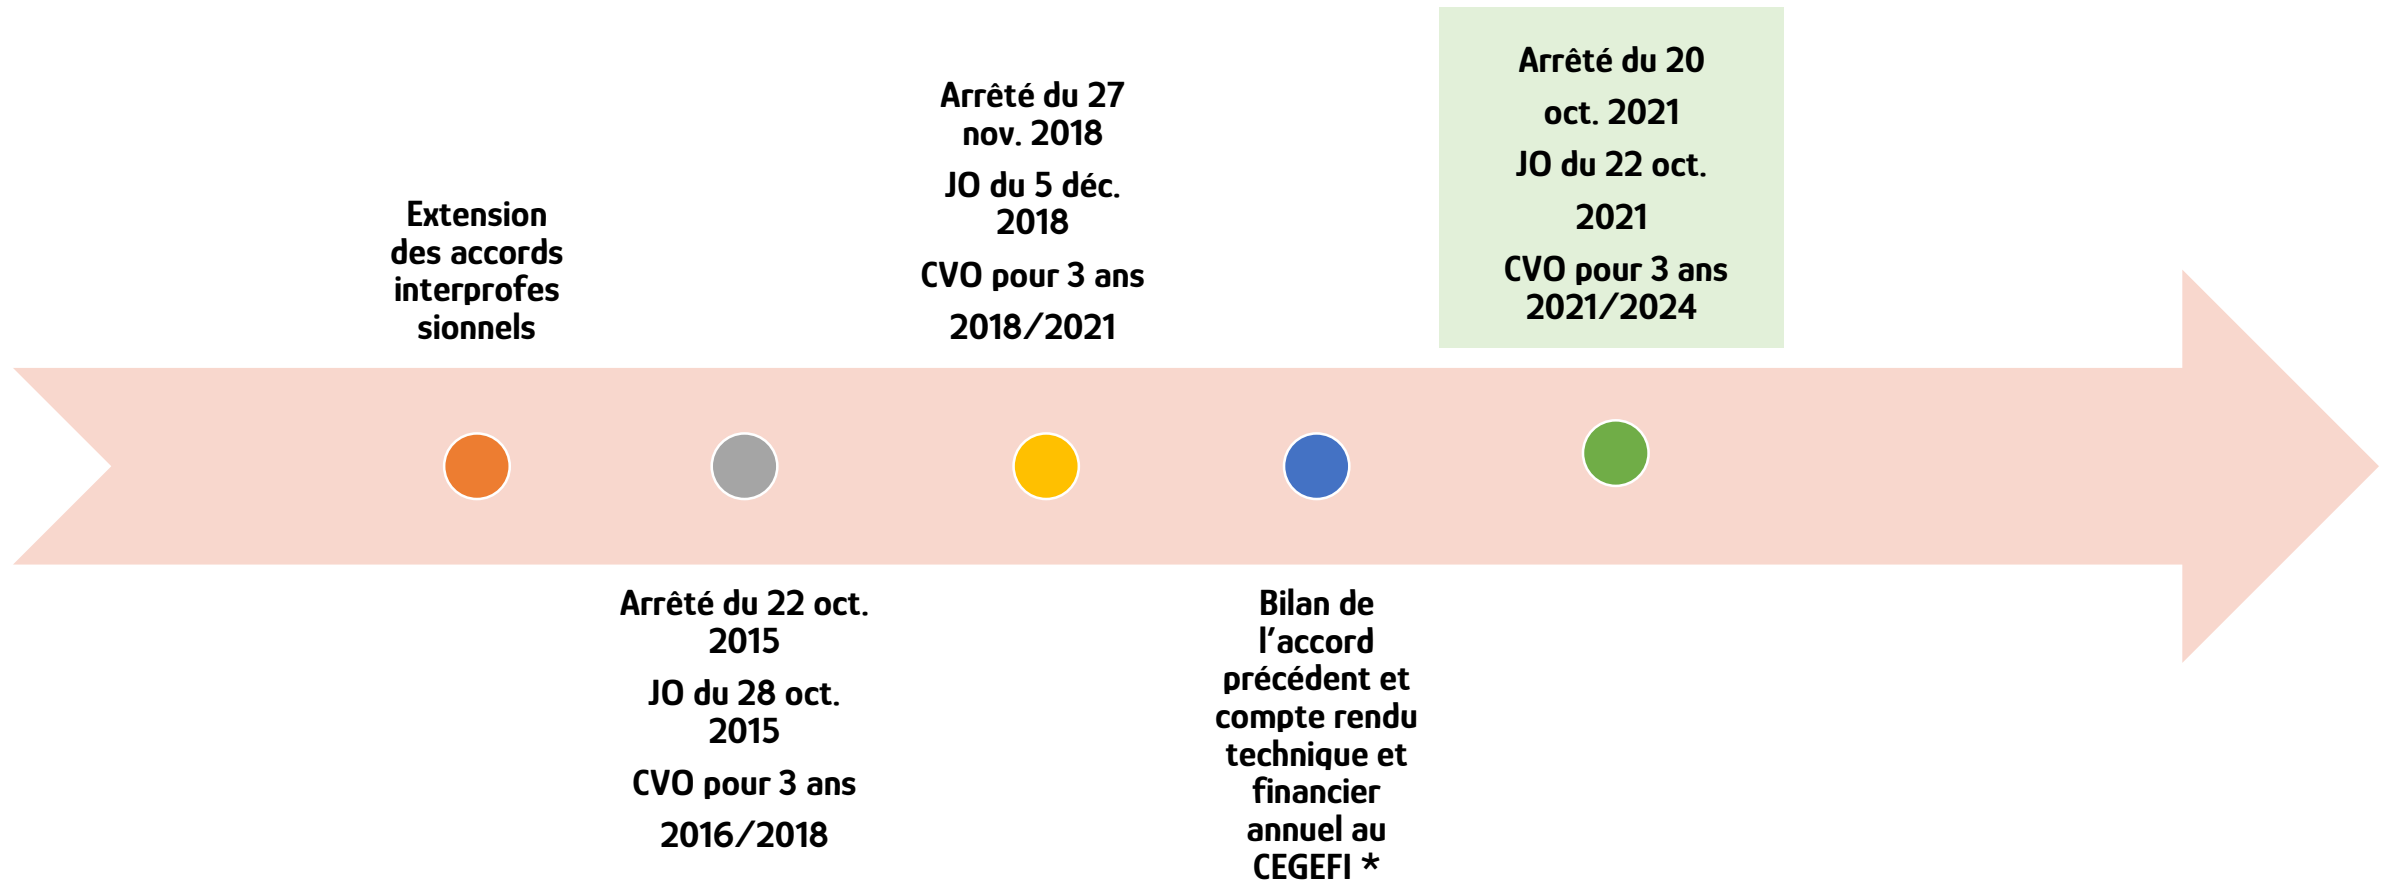 Extension
des accords
interprofes
sionnels
Arrêté du 22 oct.
2015
JO du 28 oct.
2015
CVO pour 3 ans
2016/2018
Arrêté du 27
nov. 2018
JO du 5 déc.
2018
CVO pour 3 ans
2018/2021
Bilan de
l’accord
précédent et
compte rendu
technique et
financier
annuel au
CEGEFI *
Arrêté du 20
oct. 2021
JO du 22 oct.
2021
CVO pour 3 ans
2021/2024